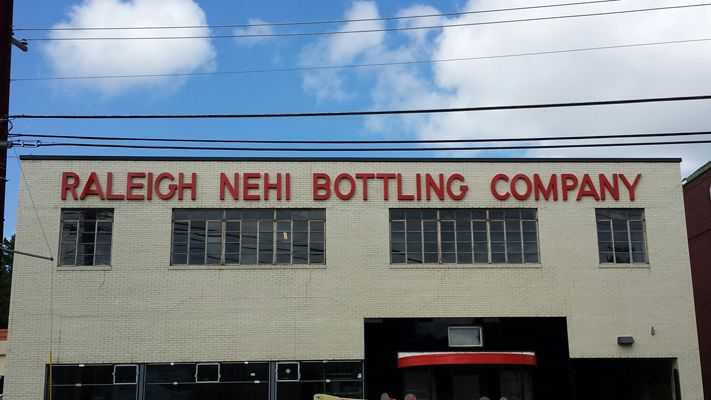 RALEIGH NEHI BOTTLING COMPANY